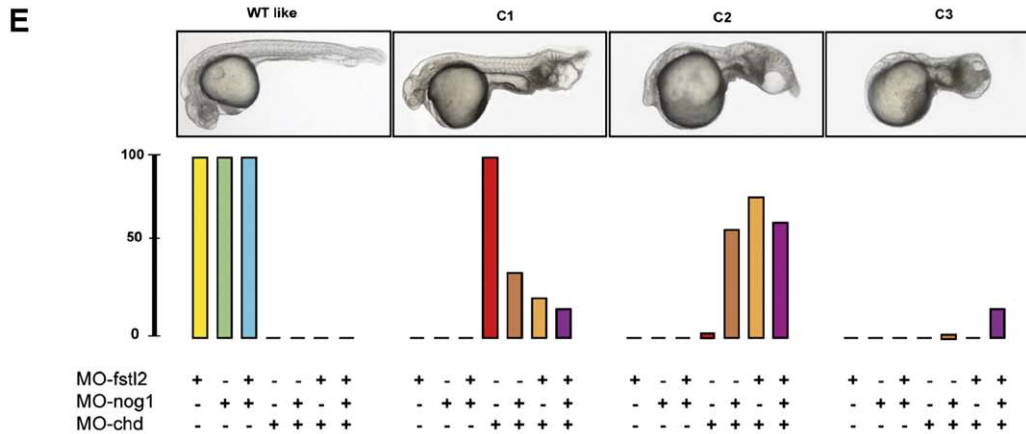 E
WT like C1 C2 C3
100
50
0
MO-fstl2 + - + - - + + + - + - - + + + - + - - + + + - + - - + +
MO-nog1 - + + - + - + - + + - + - + - + + - + - + - + + - + - +
MO-chd - - - + + + + - - - + + + + - - - + + + + - - - + + + +